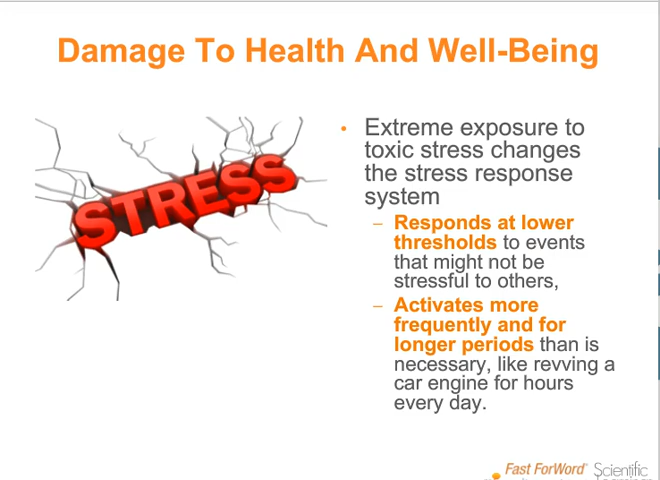 Damage To Health And Well-Being
STRESS
• Extreme exposure to
toxic stress changes
the stress response
system
– Responds at lower
thresholds to events
that might not be
stressful to others,
– Activates more
frequently and for
longer periods than is
necessary, like revving a
car engine for hours
every day.
Fast ForWord
Scientific